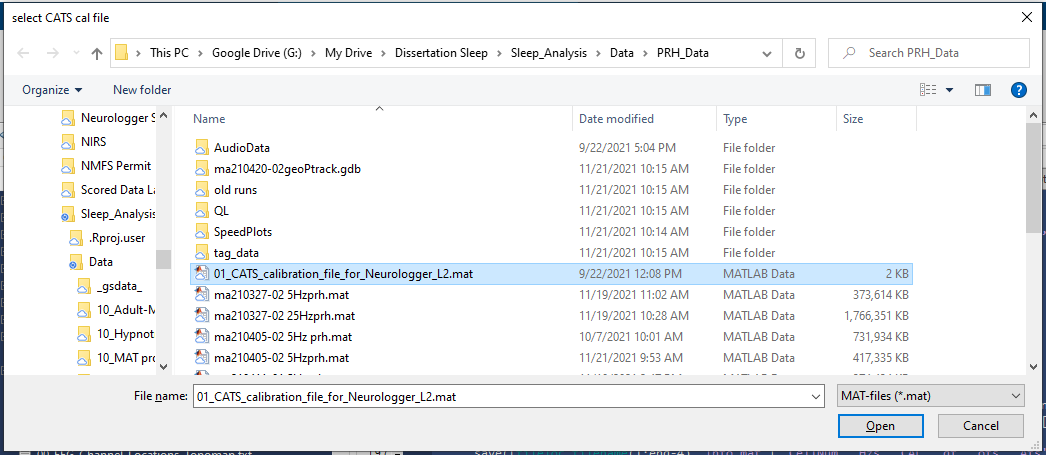 select CATS cal file
This PC > Google Drive (G:) > My Drive > Dissertation Sleep > Sleep_Analysis > Data > PRH_Data
Search PRH_Data
Organize
New folder
Neurologger S
NIRS
NMFS Permit
Scored Data La
Sleep_Analysis
.Rproj.user
Data
_gsdata_
10_Adult-M
10_Hypnot
10_MAT pro
Name Date modified Type Size
AudioData 9/22/2021 5:04 PM File folder
ma210420-02geoPtrack.gdb 11/21/2021 10:15 AM File folder
old runs 11/21/2021 10:15 AM File folder
QL 11/21/2021 10:15 AM File folder
SpeedPlots 11/21/2021 10:14 AM File folder
tag_data 11/21/2021 10:15 AM File folder
01_CATS_calibration_file_for_Neurologger_L2.mat 9/22/2021 12:08 PM MATLAB Data 2 KB
ma210327-02 5Hzprh.mat 11/19/2021 11:02 AM MATLAB Data 373,614 KB
ma210327-02 25Hzprh.mat 11/19/2021 10:28 AM MATLAB Data 1,766,351 KB
ma210405-02 5Hz prh.mat 10/7/2021 10:01 AM MATLAB Data 731,934 KB
ma210405-02 5Hzprh.mat 11/21/2021 9:53 AM MATLAB Data 417,335 KB
File name: 01_CATS_calibration_file_for_Neurologger_L2.mat
MAT-files (*.mat)
Open
Cancel